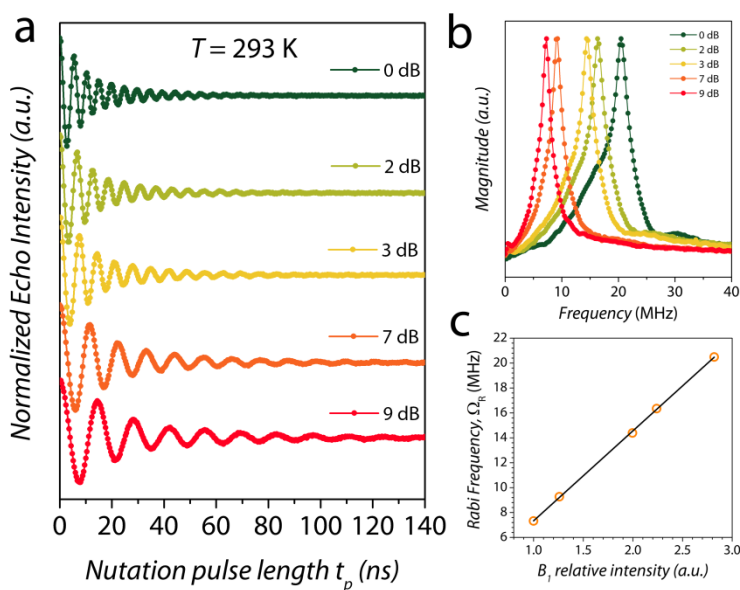 a
T = 293 K
0 dB
2 dB
3 dB
7 dB
9 dB
Normalized Echo Intensity (a.u.)
0 20 40 60 80 100 120 140
Nutation pulse length tp (ns)
b
0 dB
2 dB
3 dB
7 dB
9 dB
Magnitude (a.u.)
0 10 20 30 40
Frequency (MHz)
c
Rabi Frequency, ΩR (MHz)
22
20
18
16
14
12
10
8
6
1.0 1.5 2.0 2.5 3.0
B1 relative intensity (a.u.)